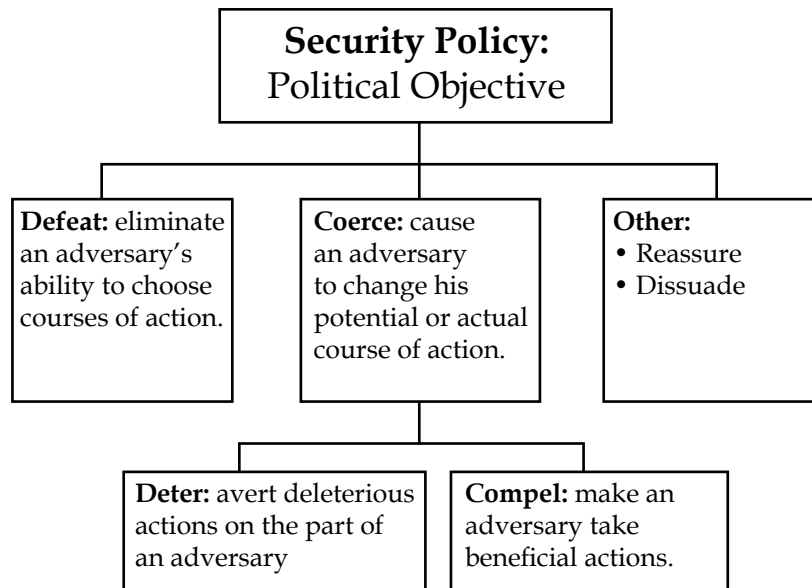 Security Policy:
Political Objective
Defeat: eliminate
an adversary’s
ability to choose
courses of action.
Coerce: cause
an adversary
to change his
potential or actual
course of action.
Other:
• Reassure
• Dissuade
Deter: avert deleterious
actions on the part of
an adversary
Compel: make an
adversary take
beneficial actions.